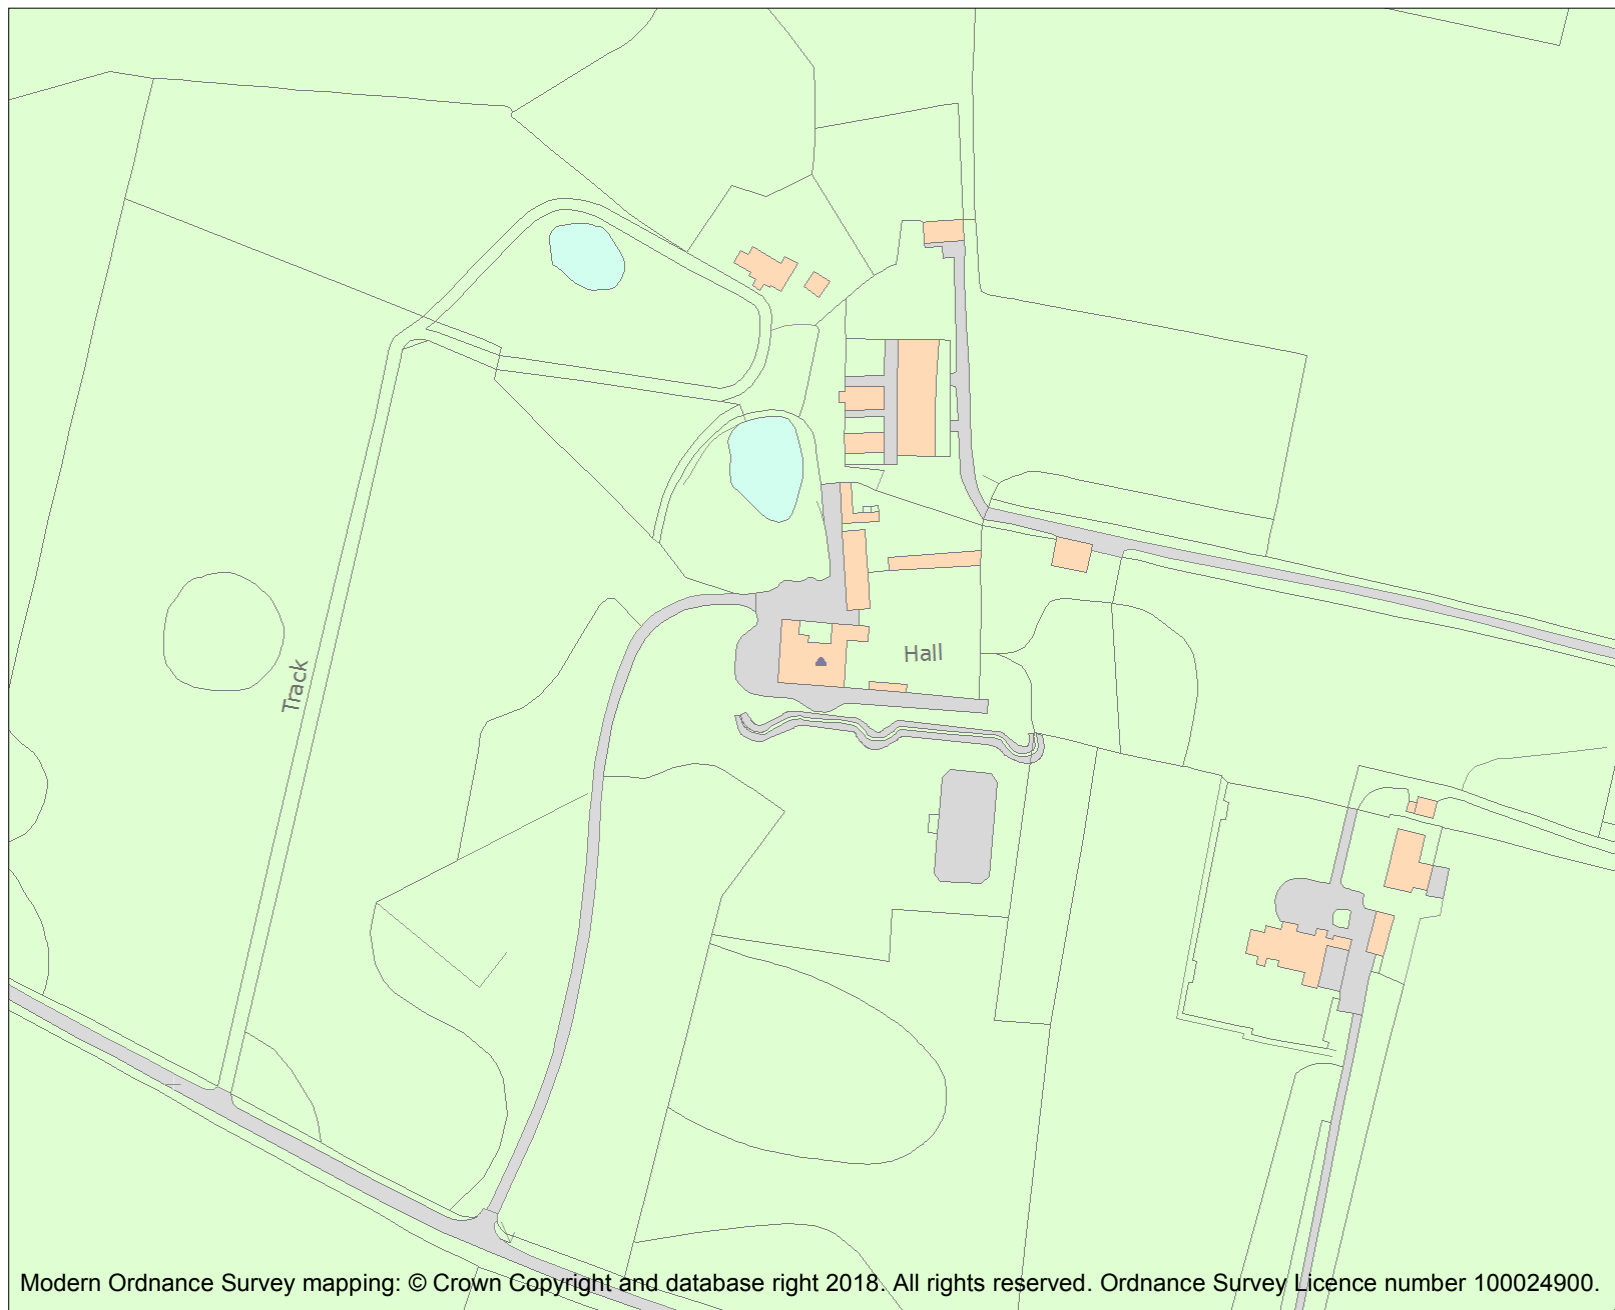 Hall
Track
Modern Ordnance Survey mapping: © Crown Copyright and database right 2018. All rights reserved. Ordnance Survey Licence number 100024900.